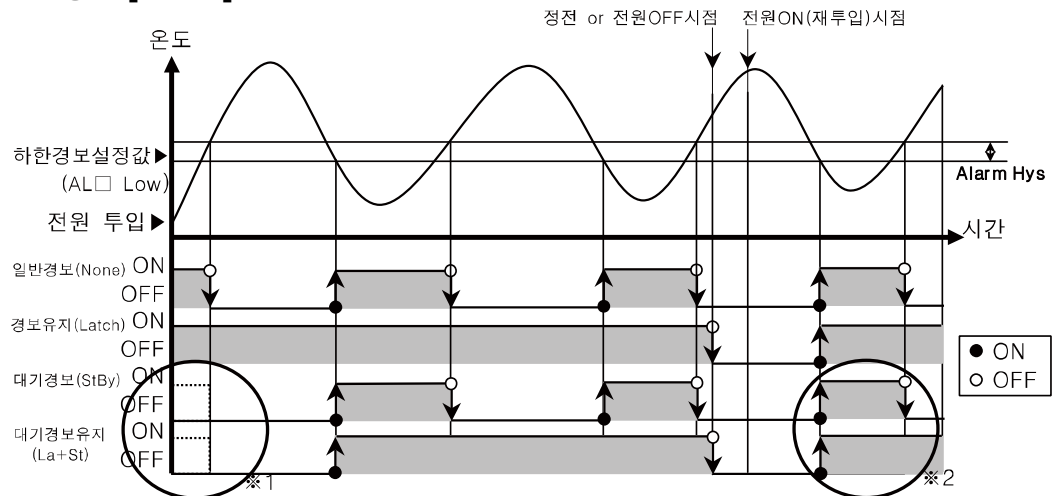 정전 or 전원OFF시점 전원ON(재투입)시점
온도
하한경보설정값▶
(AL□ Low)
Alarm Hys
전원 투입▶
시간
일반경보(None) ON
OFF
경보유지(Latch) ON
OFF
대기경보(StBy) ON
OFF
대기경보유지 ON
(La+St) OFF
● ON
○ OFF
※1
※2